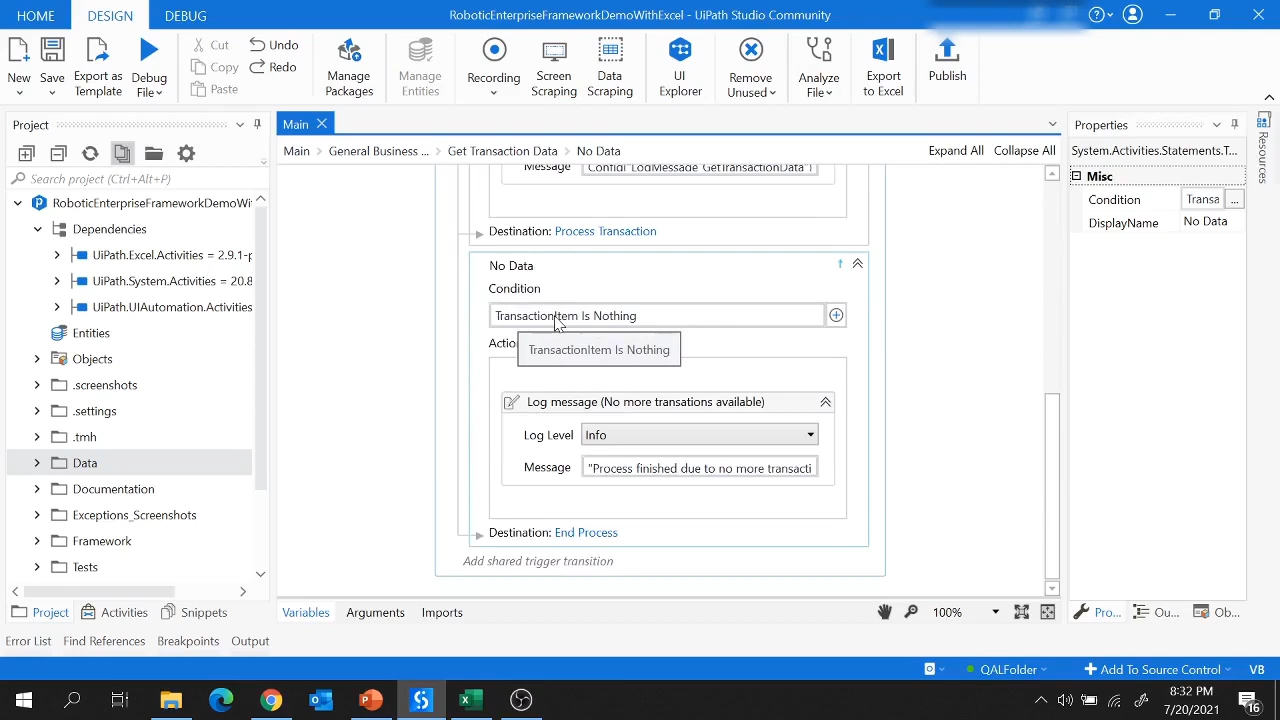 HOME DESIGN DEBUG RoboticEnterpriseFrameworkDemoWithExcel - UiPath Studio Community
New Save Export as Template Debug File Cut Copy Paste Undo Redo Manage Packages Manage Entities Recording Screen Scraping Data Scraping UI Explorer Remove Unused Analyze File Export to Excel Publish
Project
Search project (Ctrl+Alt+P)
RoboticEnterpriseFrameworkDemoWi
Dependencies
UiPath.Excel.Activities = 2.9.1-p
UiPath.System.Activities = 20.8
UiPath.UIAutomation.Activities
Entities
Objects
.screenshots
.settings
.tmh
Data
Documentation
Exceptions_Screenshots
Framework
Tests
Project Activities Snippets
Main
Main > General Business ... > Get Transaction Data > No Data Expand All Collapse All
Message Config("LogMessage_GetTransactionData")
Destination: Process Transaction
No Data
Condition
TransactionItem Is Nothing
Actio
TransactionItem Is Nothing
Log message (No more transations available)
Log Level Info
Message "Process finished due to no more transacti
Destination: End Process
Add shared trigger transition
Variables Arguments Imports 100%
Properties
System.Activities.Statements.T...
Misc
Condition Transa ...
DisplayName No Data
Pro... Ou... Ob...
Resources
Error List Find References Breakpoints Output
QALFolder Add To Source Control VB
8:32 PM
7/20/2021
16